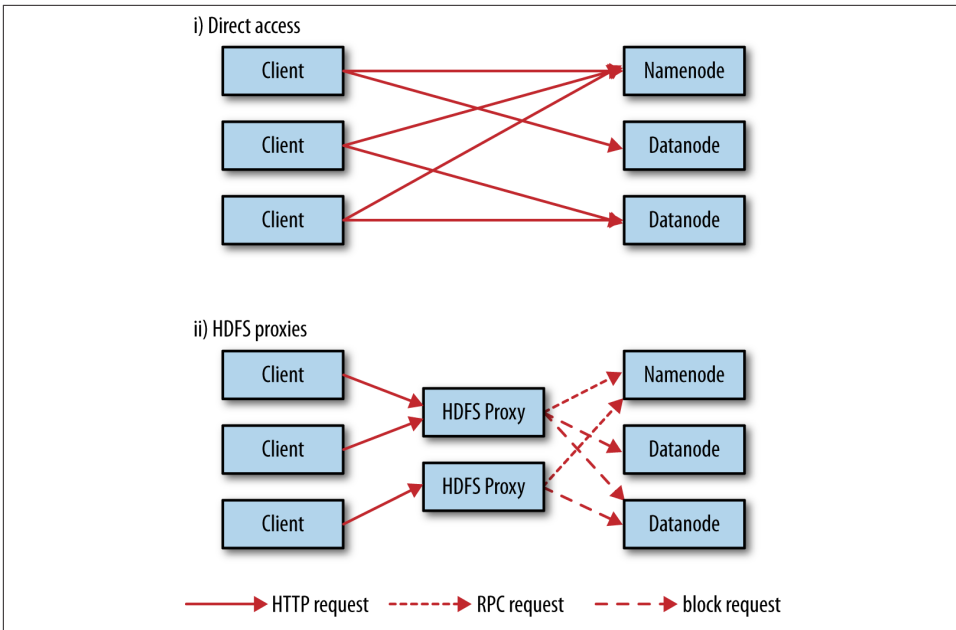 i) Direct access
Client
Namenode
Client
Datanode
Client
Datanode
ii) HDFS proxies
Client
Namenode
HDFS Proxy
Client
Datanode
HDFS Proxy
Client
Datanode
HTTP request
RPC request
block request